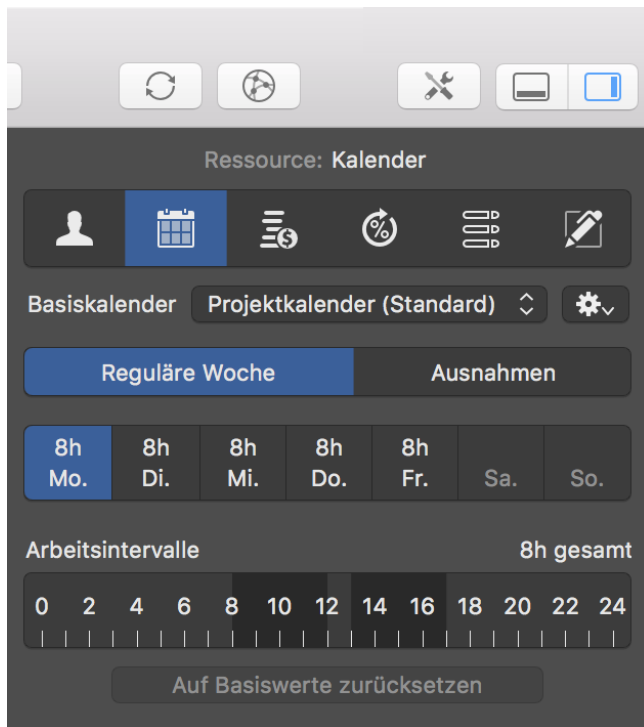 Ressource: Kalender
Basiskalender Projektkalender (Standard)
Reguläre Woche Ausnahmen
8h 8h 8h 8h 8h
Mo. Di. Mi. Do. Fr. Sa. So.
Arbeitsintervalle 8h gesamt
0 2 4 6 8 10 12 14 16 18 20 22 24
Auf Basiswerte zurücksetzen